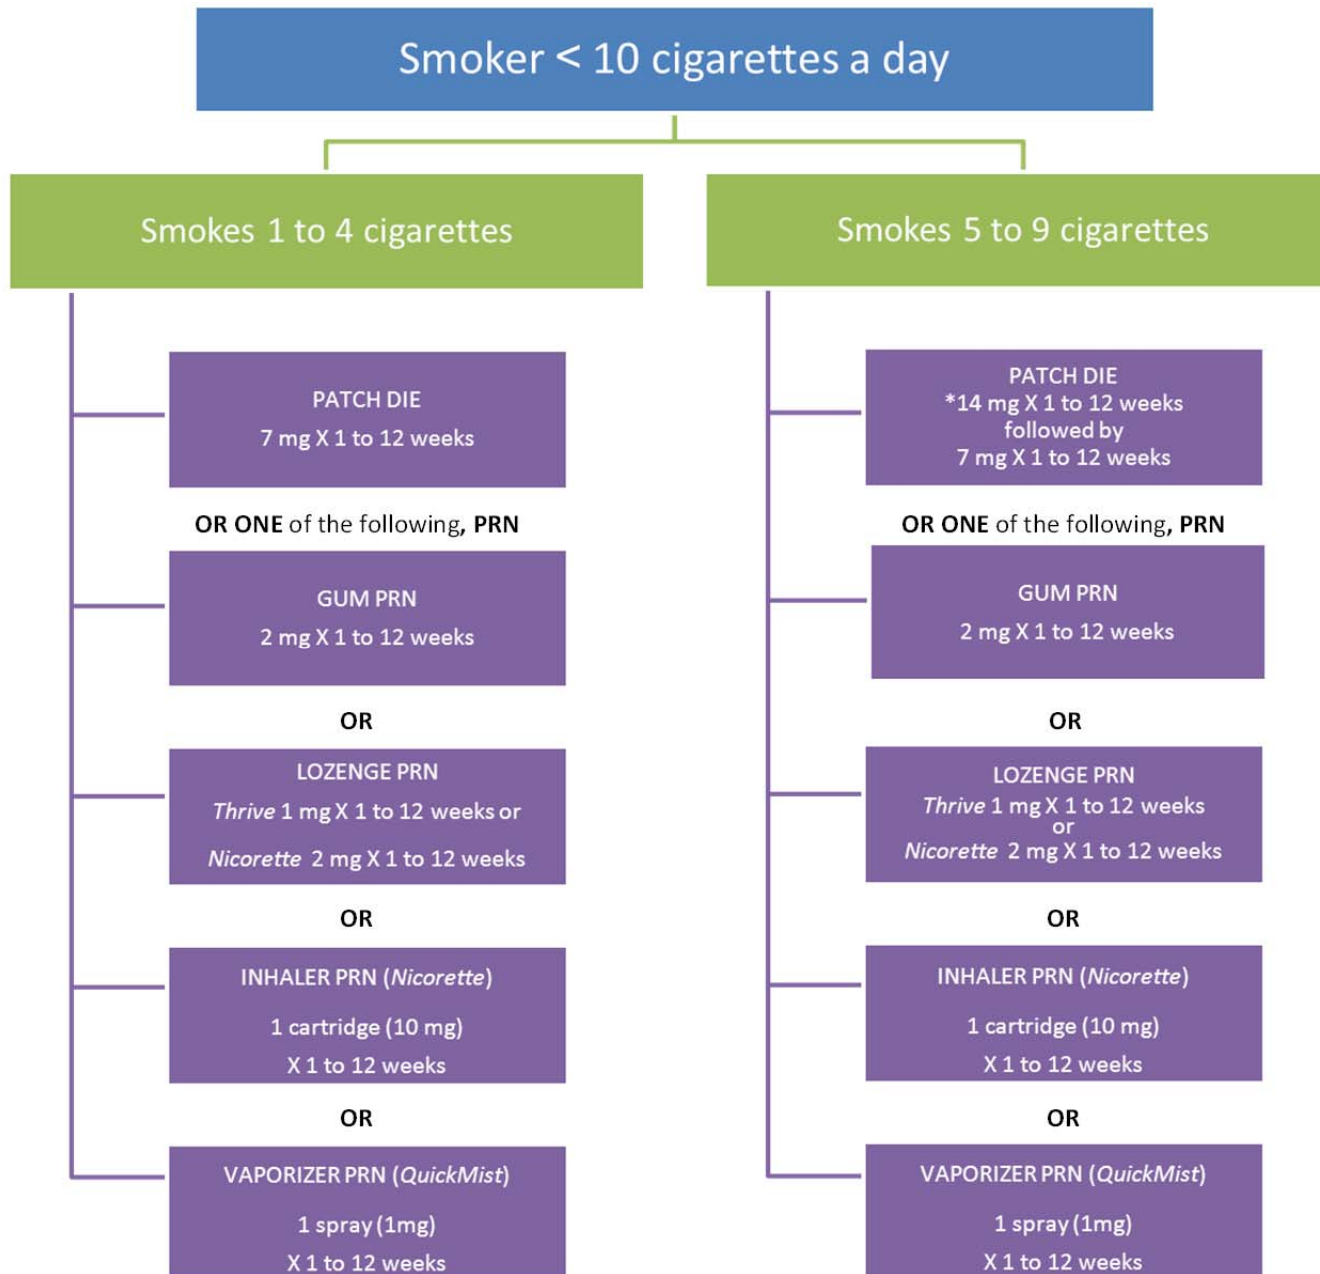 Smoker < 10 cigarettes a day
Smokes 1 to 4 cigarettes
PATCH DIE
7 mg X 1 to 12 weeks
OR ONE of the following, PRN
GUM PRN
2 mg X 1 to 12 weeks
OR
LOZENGE PRN
Thrive 1 mg X 1 to 12 weeks or
Nicorette 2 mg X 1 to 12 weeks
OR
INHALER PRN (Nicorette)
1 cartridge (10 mg)
X 1 to 12 weeks
OR
VAPORIZER PRN (QuickMist)
1 spray (1mg)
X 1 to 12 weeks
Smokes 5 to 9 cigarettes
PATCH DIE
*14 mg X 1 to 12 weeks
followed by
7 mg X 1 to 12 weeks
OR ONE of the following, PRN
GUM PRN
2 mg X 1 to 12 weeks
OR
LOZENGE PRN
Thrive 1 mg X 1 to 12 weeks
or
Nicorette 2 mg X 1 to 12 weeks
OR
INHALER PRN (Nicorette)
1 cartridge (10 mg)
X 1 to 12 weeks
OR
VAPORIZER PRN (QuickMist)
1 spray (1mg)
X 1 to 12 weeks